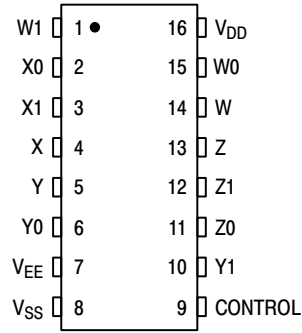 W1 1 16 VDD
X0 2 15 W0
X1 3 14 W
X 4 13 Z
Y 5 12 Z1
Y0 6 11 Z0
VEE 7 10 Y1
VSS 8 9 CONTROL